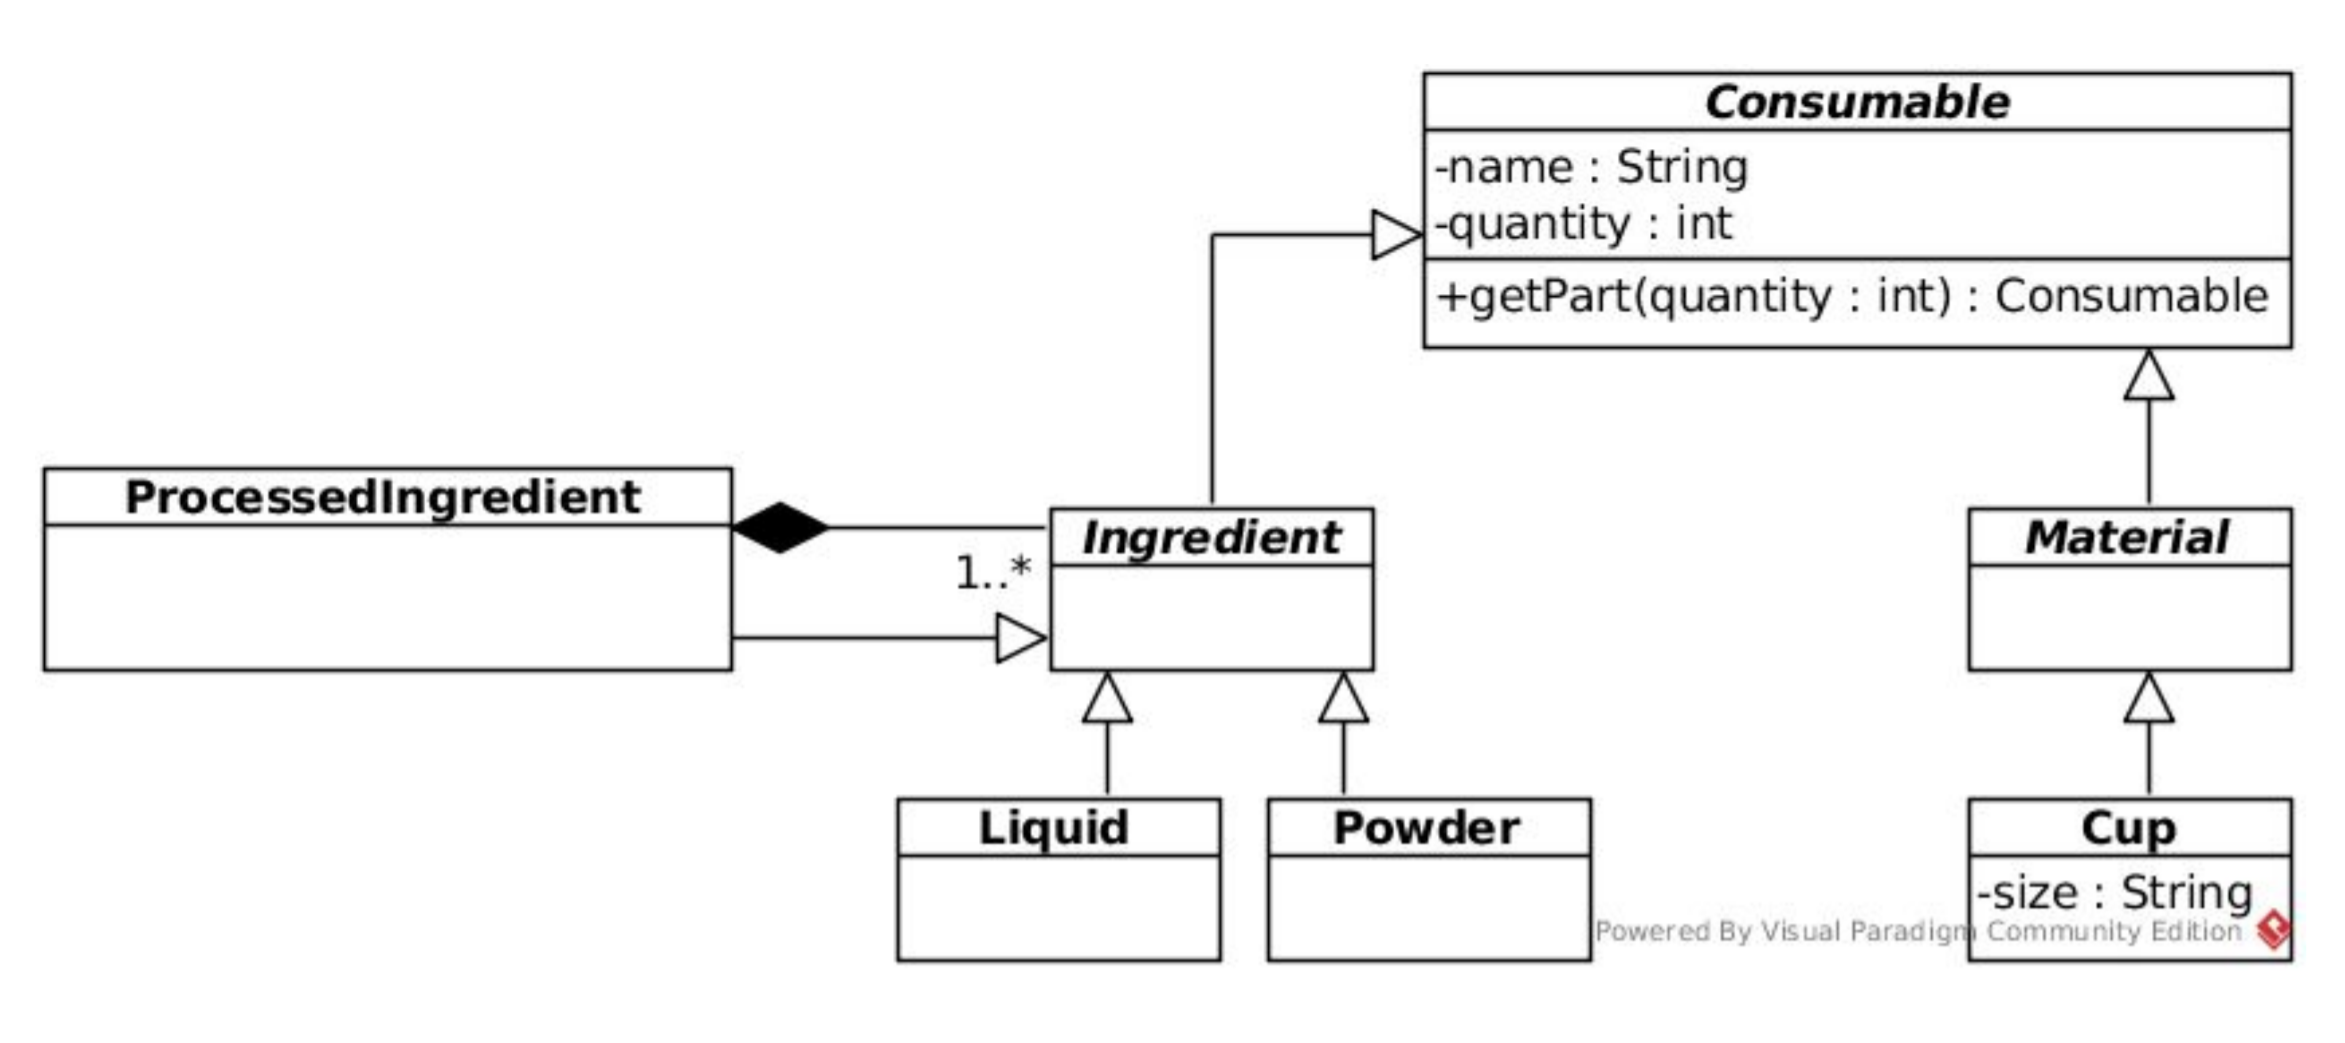 Consumable
-name : String
-quantity : int
+getPart(quantity : int) : Consumable
ProcessedIngredient
1..*
Ingredient
Material
Liquid
Powder
Cup
-size : String
Powered By Visual Paradigm Community Edition